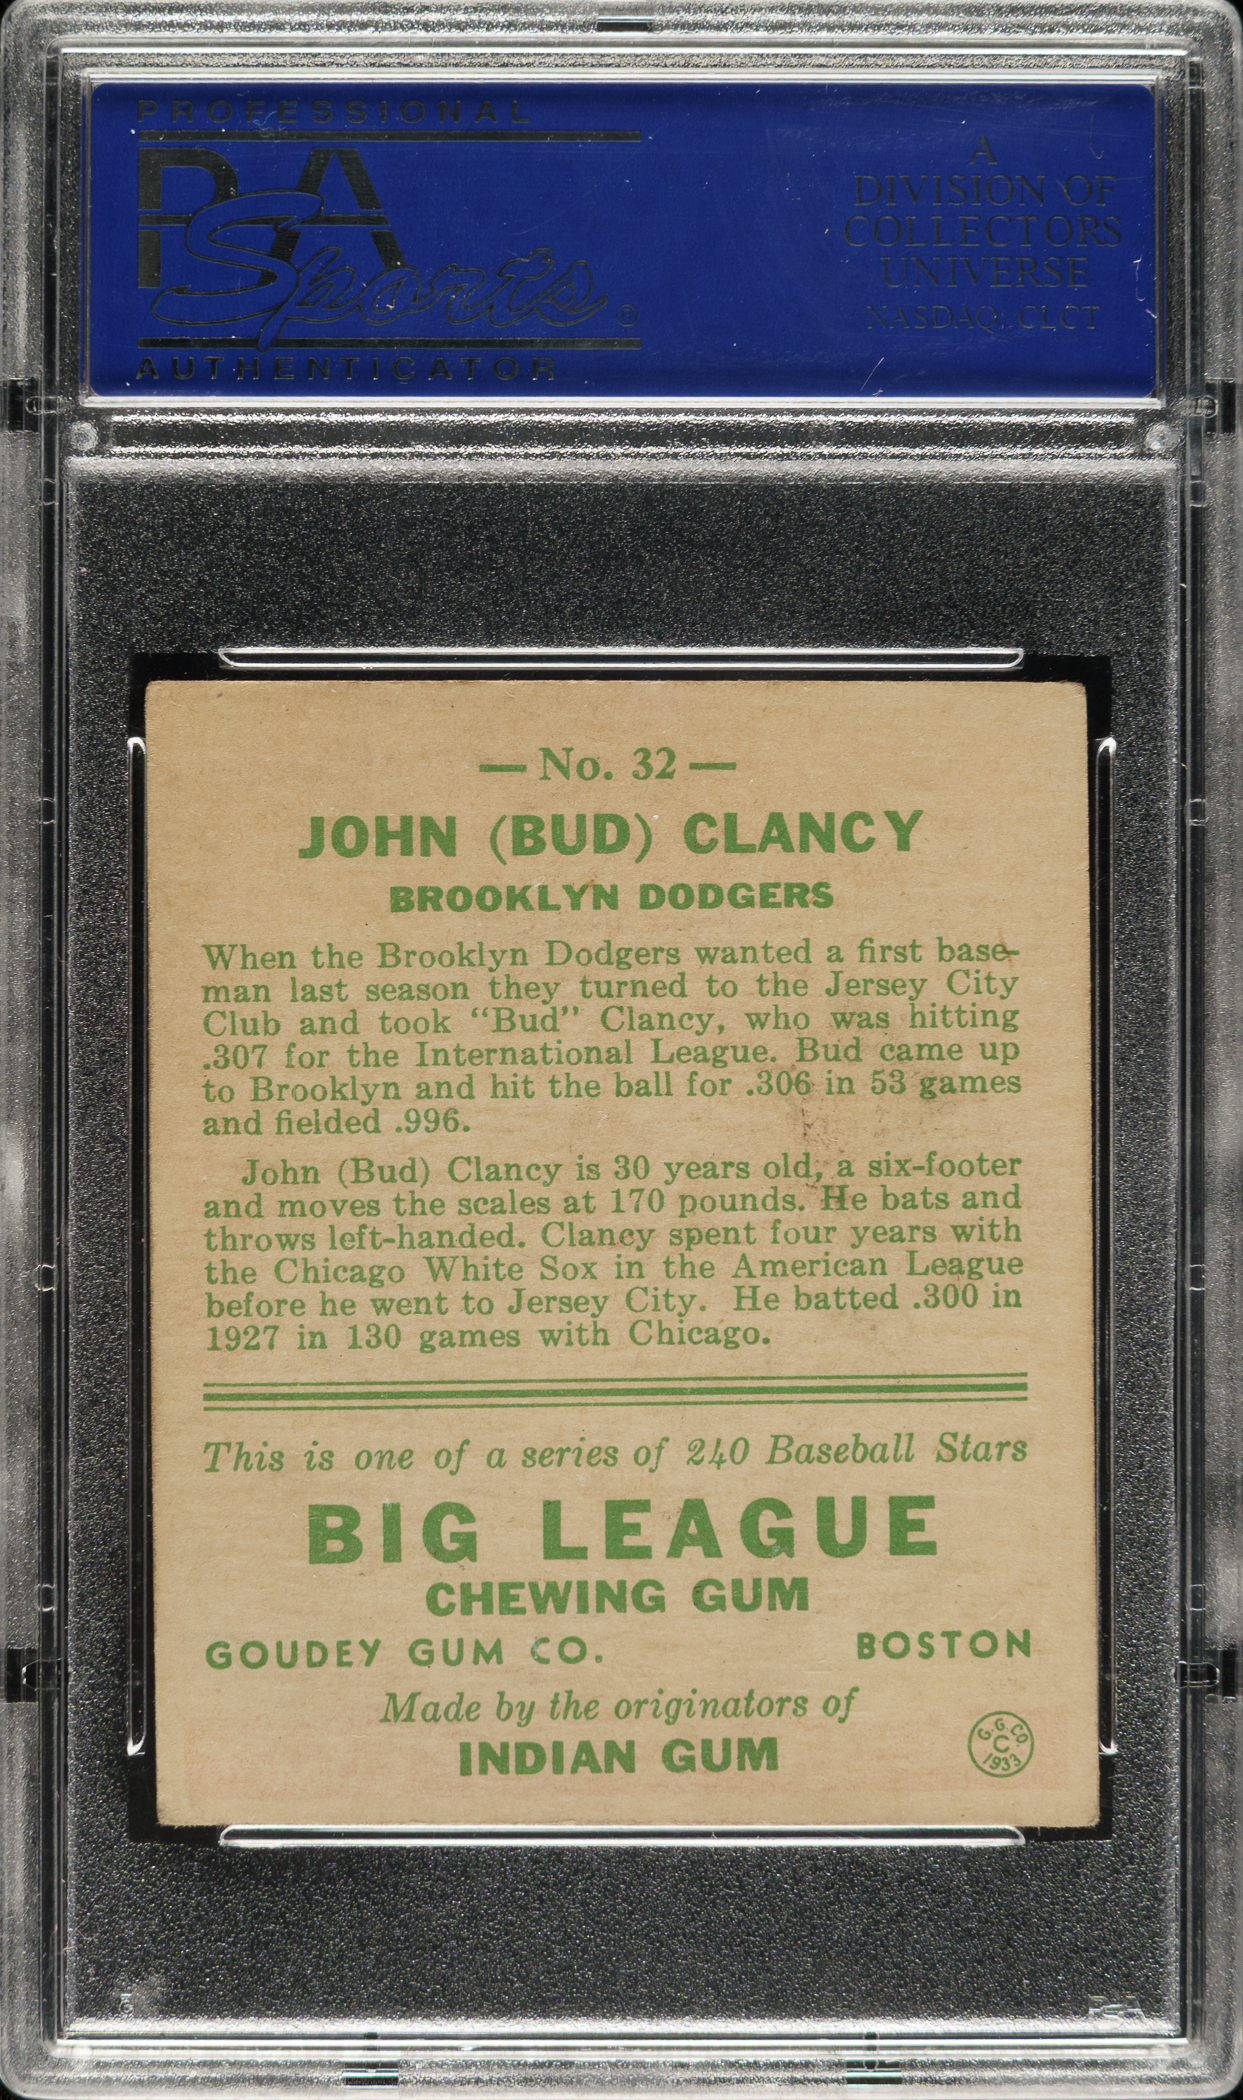 PROFESSIONAL
PSA
Sports
AUTHENTICATOR
A
DIVISION OF
COLLECTORS
UNIVERSE
NASDAQ: CLCT
— No. 32 —
JOHN (BUD) CLANCY
BROOKLYN DODGERS
When the Brooklyn Dodgers wanted a first base-
man last season they turned to the Jersey City
Club and took "Bud" Clancy, who was hitting
.307 for the International League. Bud came up
to Brooklyn and hit the ball for .306 in 53 games
and fielded .996.
John (Bud) Clancy is 30 years old, a six-footer
and moves the scales at 170 pounds. He bats and
throws left-handed. Clancy spent four years with
the Chicago White Sox in the American League
before he went to Jersey City. He batted .300 in
1927 in 130 games with Chicago.
This is one of a series of 240 Baseball Stars
BIG LEAGUE
CHEWING GUM
GOUDEY GUM CO. BOSTON
Made by the originators of
INDIAN GUM
G.G.CO.
C
1933
PSA